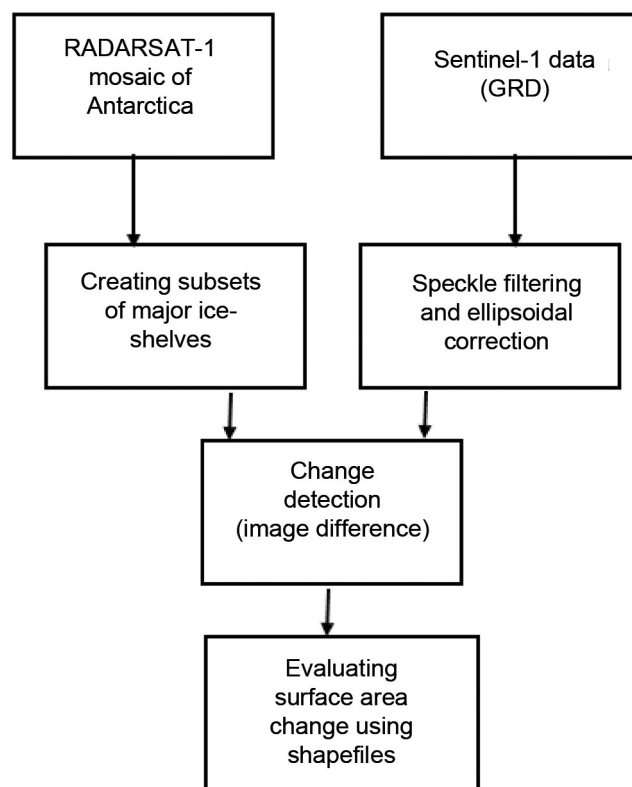 RADARSAT-1
mosaic of
Antarctica
Sentinel-1 data
(GRD)
Creating subsets
of major ice-
shelves
Speckle filtering
and ellipsoidal
correction
Change
detection
(image difference)
Evaluating
surface area
change using
shapefiles